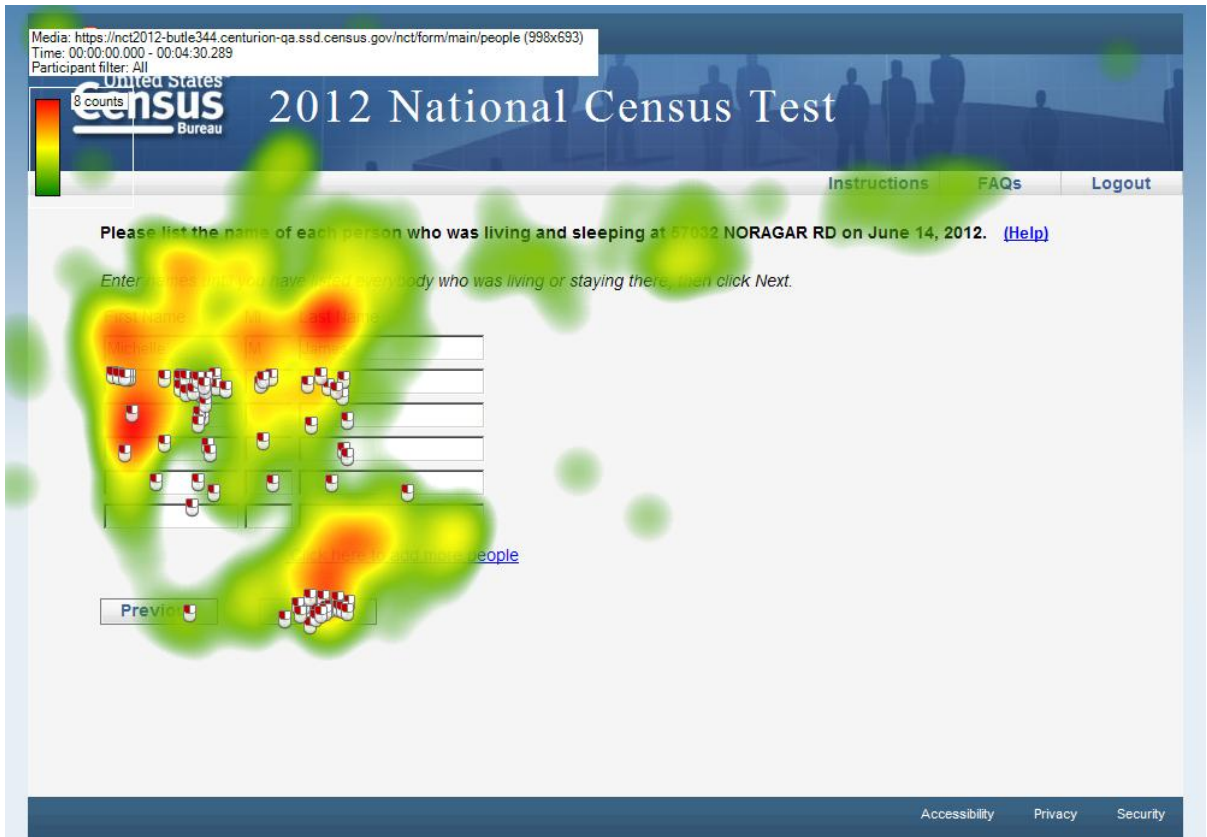 Media: https://nct2012-butle344.centurion-qa.ssd.census.gov/nct/form/main/people (998x693)
Time: 00:00:00.000 - 00:04:30.289
Participant filter: All
United States
8 counts
Census
Bureau
2012 National Census Test
Instructions FAQs Logout
Please list the name of each person who was living and sleeping at 57032 NORAGAR RD on June 14, 2012. (Help)
Enter names until you have listed everybody who was living or staying there, then click Next.
First Name MI Last Name
Michelle M James
Click here to add more people
Previous
Accessibility Privacy Security